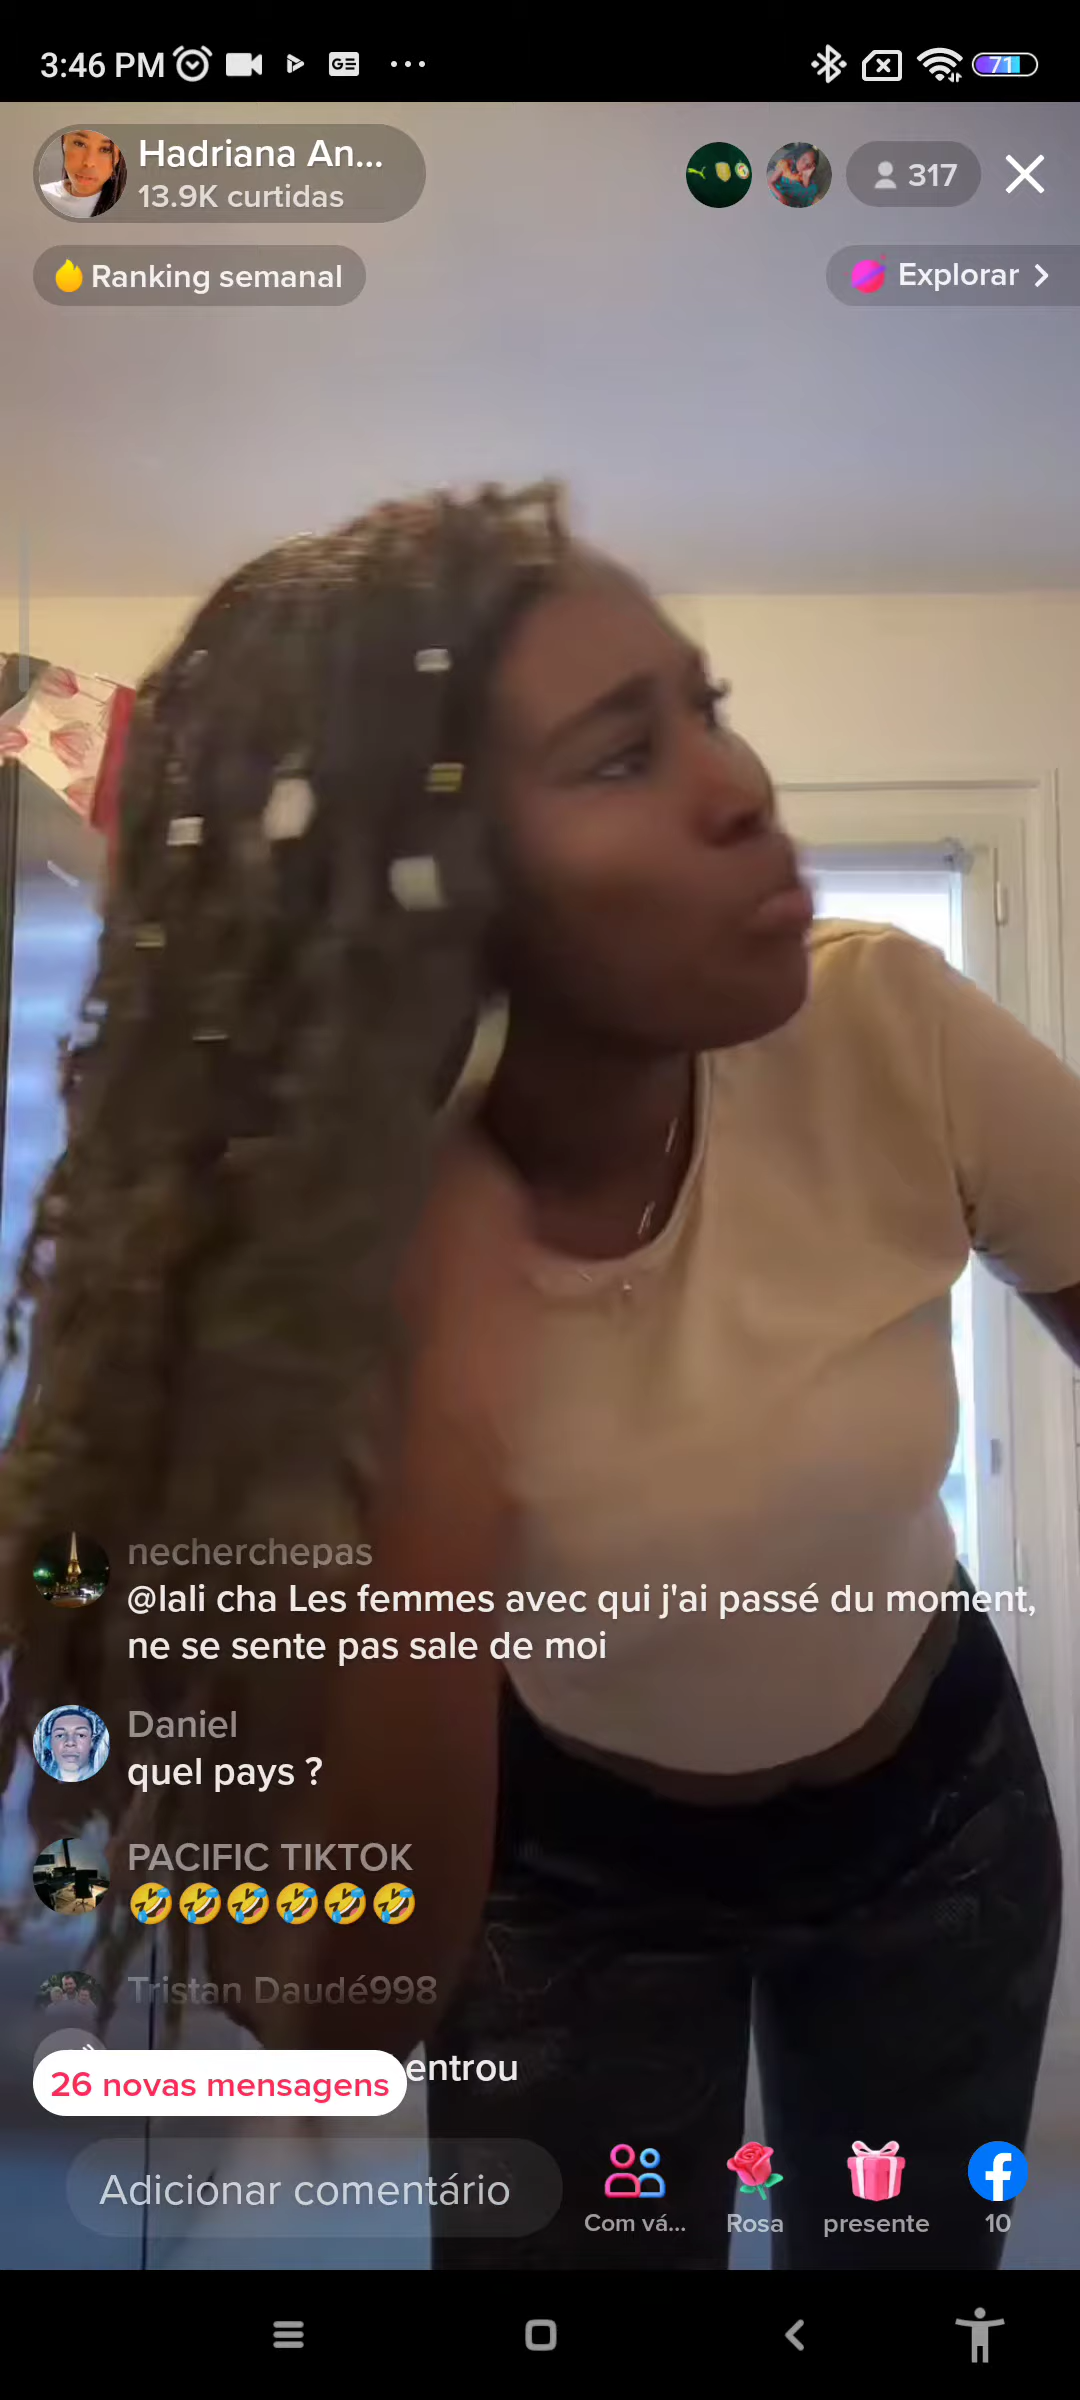 3:46 PM
71
Hadriana An...
13.9K curtidas
317
Ranking semanal
Explorar
necherchepas
@lali cha Les femmes avec qui j'ai passé du moment,
ne se sente pas sale de moi
Daniel
quel pays ?
PACIFIC TIKTOK
🤣🤣🤣🤣🤣🤣
Tristan Daudé998
26 novas mensagens
entrou
Adicionar comentário
Com vá...
Rosa
presente
10